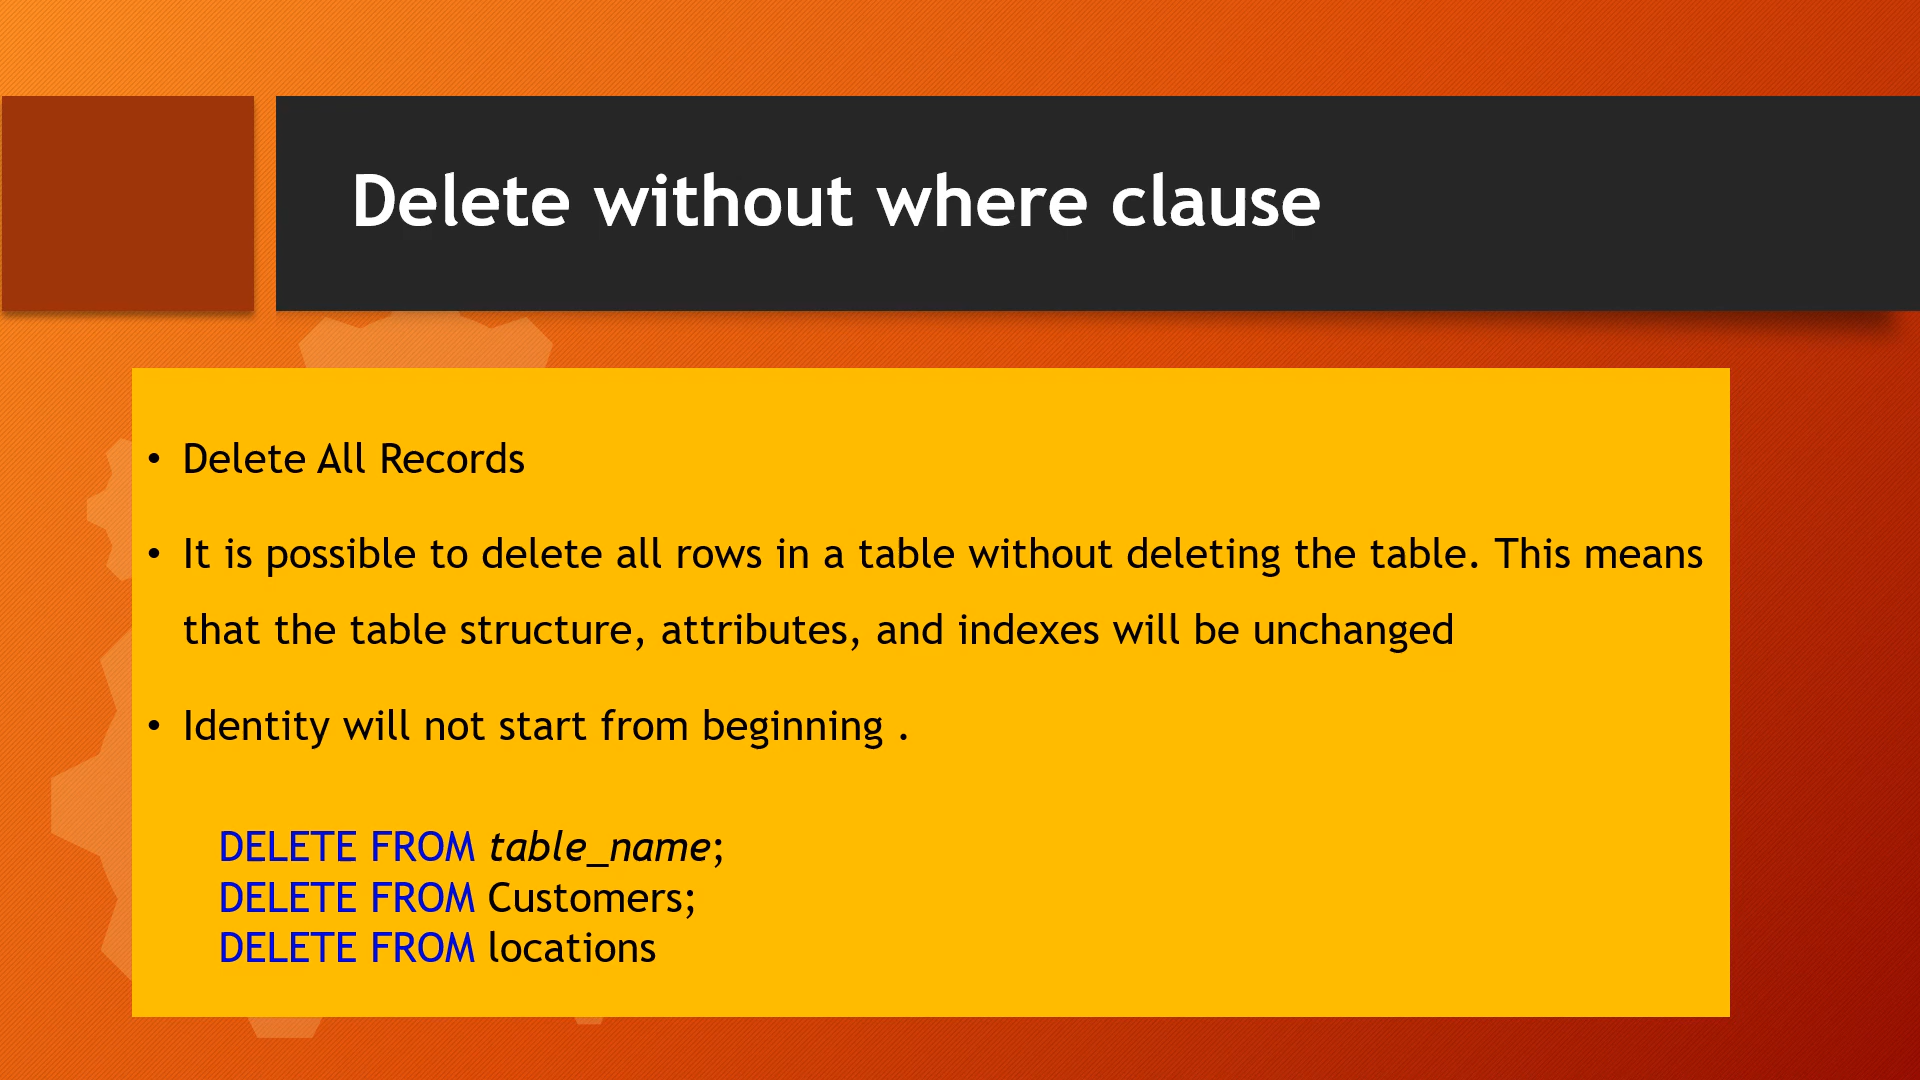 Delete without where clause
• Delete All Records
• It is possible to delete all rows in a table without deleting the table. This means
that the table structure, attributes, and indexes will be unchanged
• Identity will not start from beginning .
DELETE FROM table_name;
DELETE FROM Customers;
DELETE FROM locations